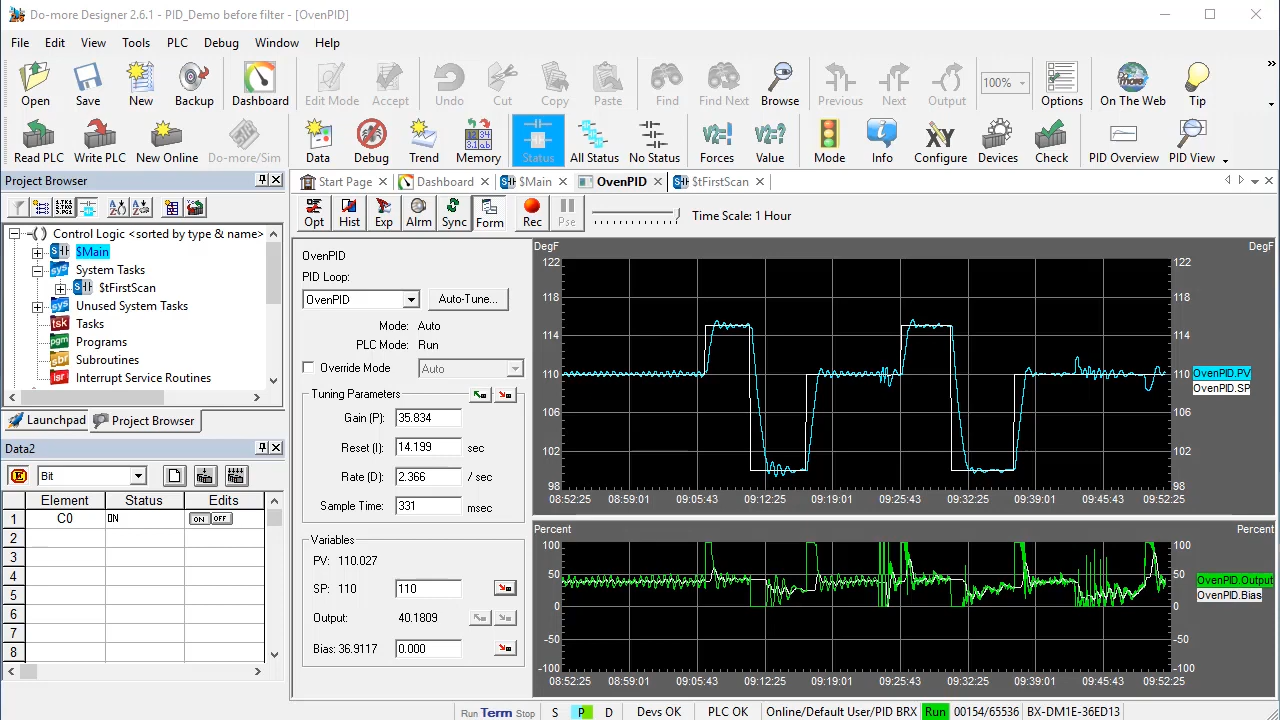 Do-more Designer 2.6.1 - PID_Demo before filter - [OvenPID]
File Edit View Tools PLC Debug Window Help
Open Save New Backup Dashboard Edit Mode Accept Undo Cut Copy Paste Find Find Next Browse Previous Next Output 100% Options On The Web Tip
Read PLC Write PLC New Online Do-more/Sim Data Debug Trend Memory Status All Status No Status Forces Value Mode Info Configure Devices Check PID Overview PID View
Project Browser
Start Page Dashboard $Main OvenPID $tFirstScan
Opt Hist Exp Alrm Sync Form Rec Pse Time Scale: 1 Hour
Control Logic <sorted by type & name>
$Main
System Tasks
$tFirstScan
Unused System Tasks
Tasks
Programs
Subroutines
Interrupt Service Routines
Launchpad Project Browser
Data2
Bit
Element Status Edits
1 C0 ON ON OFF
2
3
4
5
6
7
8
OvenPID
PID Loop:
OvenPID Auto-Tune...
Mode: Auto
PLC Mode: Run
Override Mode Auto
Tuning Parameters
Gain (P): 35.834
Reset (I): 14.199 sec
Rate (D): 2.366 / sec
Sample Time: 331 msec
Variables
PV: 110.027
SP: 110 110
Output: 40.1809
Bias: 36.9117 0.000
DegF DegF
122 122
118 118
114 114
110 110
OvenPID.PV
OvenPID.SP
106 106
102 102
98 98
08:52:25 08:59:01 09:05:43 09:12:25 09:19:01 09:25:43 09:32:25 09:39:01 09:45:43 09:52:25
Percent Percent
100 100
50 50
OvenPID.Output
OvenPID.Bias
0 0
-50 -50
-100 -100
08:52:25 08:59:01 09:05:43 09:12:25 09:19:01 09:25:43 09:32:25 09:39:01 09:45:43 09:52:25
Run Term Stop S P D Devs OK PLC OK Online/Default User/PID BRX Run 00154/65536 BX-DM1E-36ED13